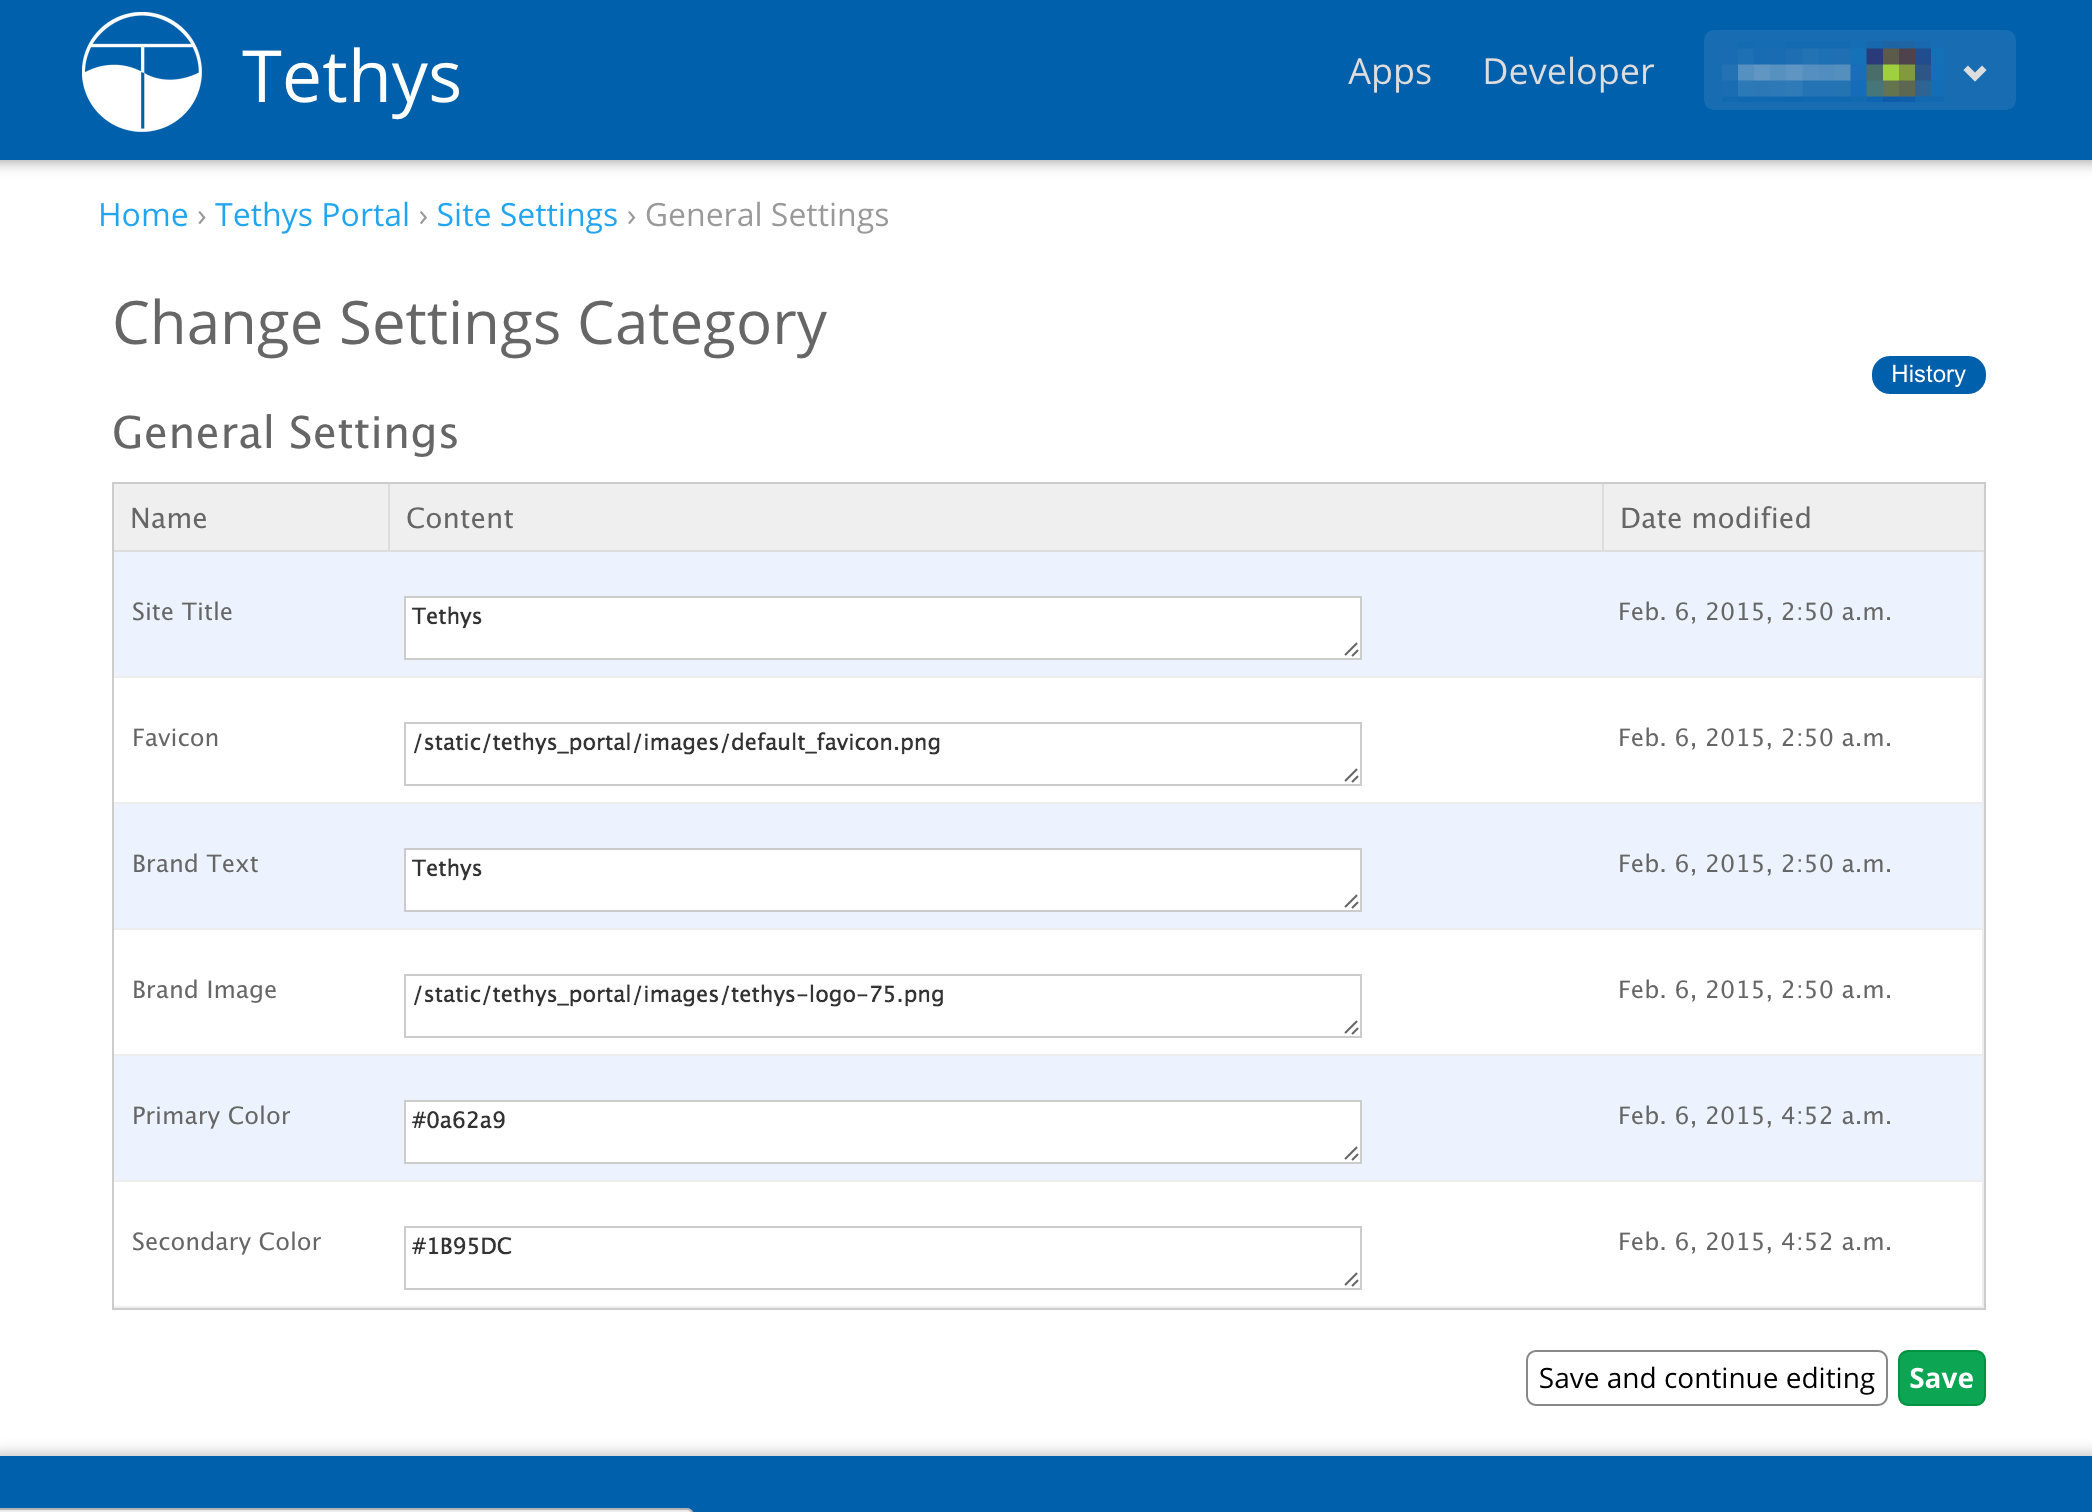 Tethys
Apps Developer
Home › Tethys Portal › Site Settings › General Settings
Change Settings Category
History
General Settings
Name Content Date modified
Site Title Tethys Feb. 6, 2015, 2:50 a.m.
Favicon /static/tethys_portal/images/default_favicon.png Feb. 6, 2015, 2:50 a.m.
Brand Text Tethys Feb. 6, 2015, 2:50 a.m.
Brand Image /static/tethys_portal/images/tethys-logo-75.png Feb. 6, 2015, 2:50 a.m.
Primary Color #0a62a9 Feb. 6, 2015, 4:52 a.m.
Secondary Color #1B95DC Feb. 6, 2015, 4:52 a.m.
Save and continue editing Save